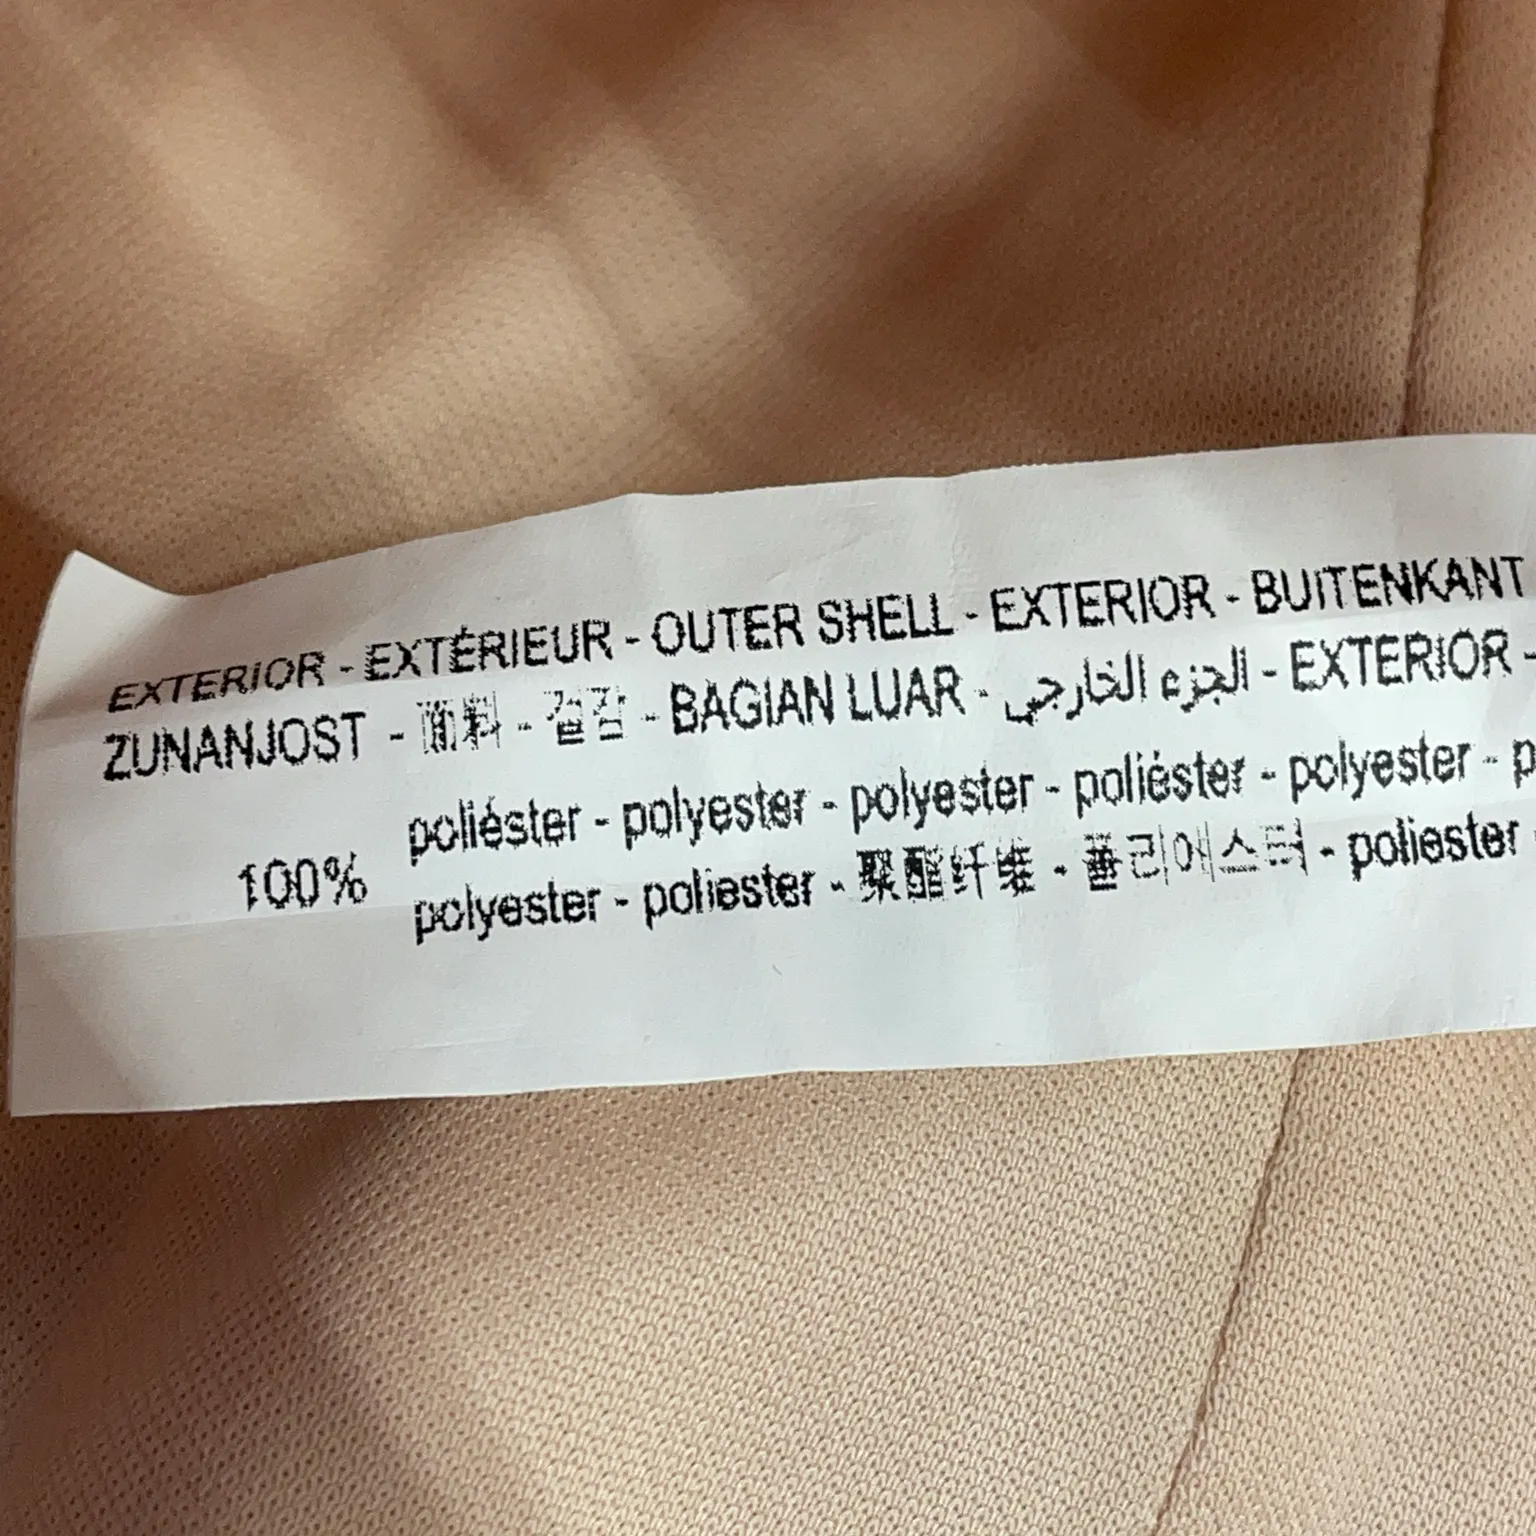 EXTERIOR - EXTÉRIEUR - OUTER SHELL - EXTERIOR - BUITENKANT
ZUNANJOST - 面料 - 겉감 - BAGIAN LUAR - الجزء الخارجي - EXTERIOR -
poliéster - polyester - polyester - poliéster - polyester -
100%
polyester - poliester - 聚酯纤维 - 폴리에스터 - poliester